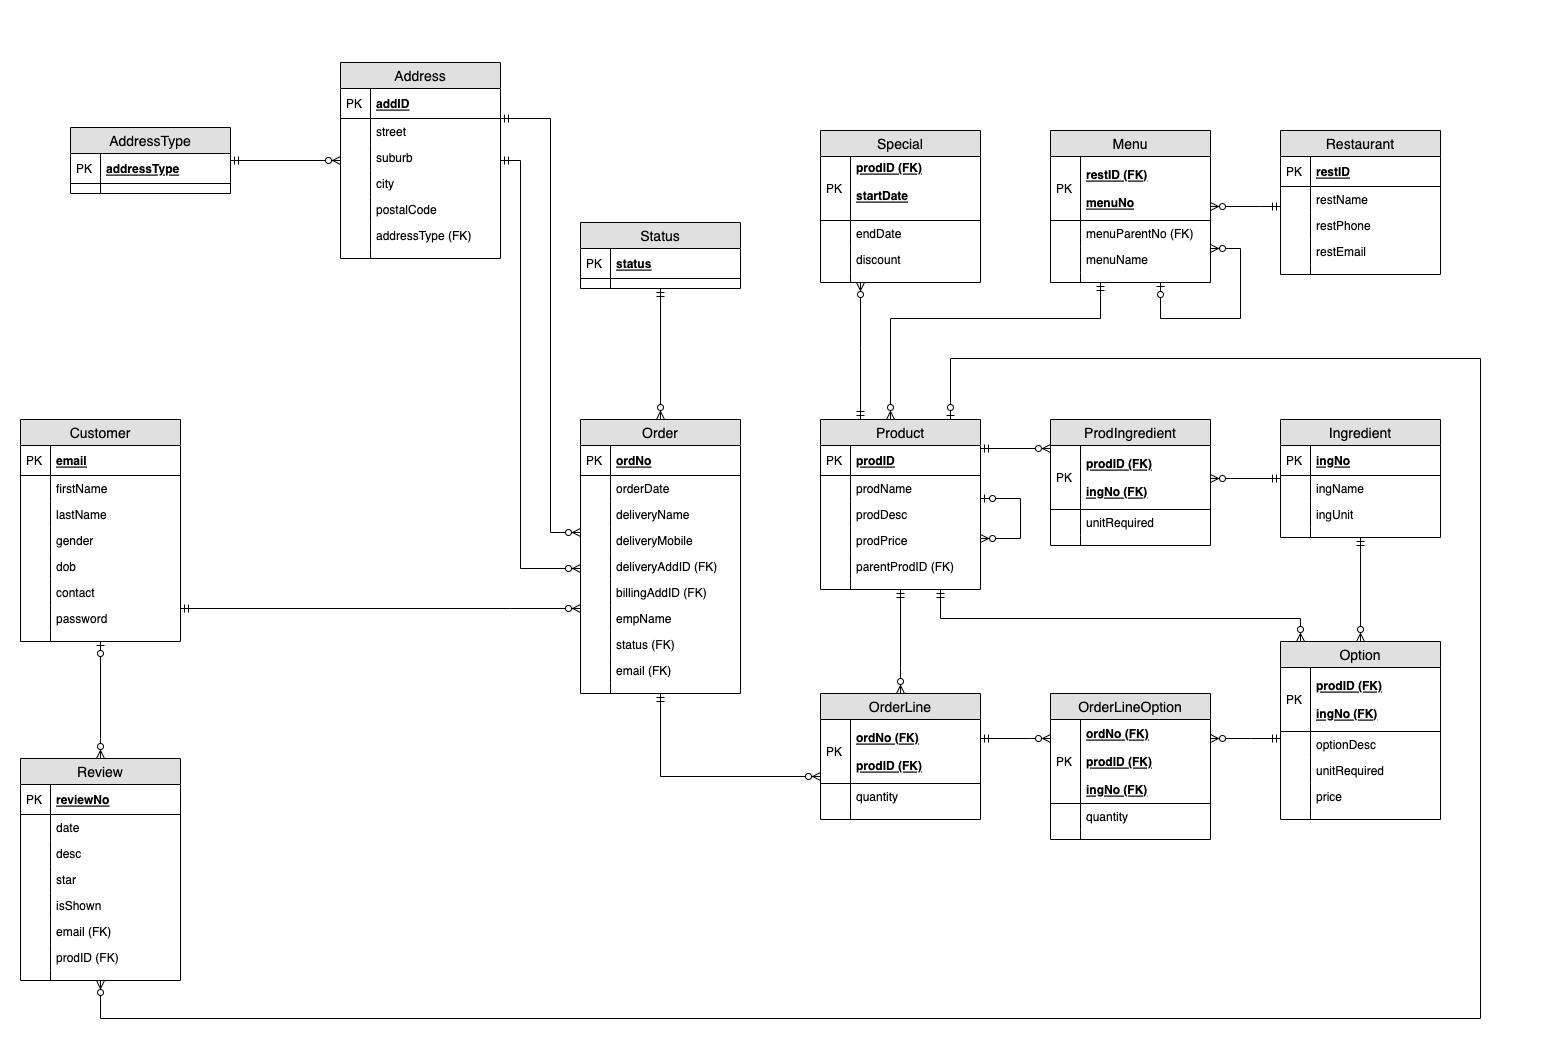 Address
PK addID
street
suburb
city
postalCode
addressType (FK)
AddressType
PK addressType
Special
prodID (FK)
PK
startDate
endDate
discount
Menu
restID (FK)
PK
menuNo
menuParentNo (FK)
menuName
Restaurant
PK restID
restName
restPhone
restEmail
Status
PK status
Customer
PK email
firstName
lastName
gender
dob
contact
password
Order
PK ordNo
orderDate
deliveryName
deliveryMobile
deliveryAddID (FK)
billingAddID (FK)
empName
status (FK)
email (FK)
Product
PK prodID
prodName
prodDesc
prodPrice
parentProdID (FK)
ProdIngredient
prodID (FK)
PK
ingNo (FK)
unitRequired
Ingredient
PK ingNo
ingName
ingUnit
Option
prodID (FK)
PK
ingNo (FK)
optionDesc
unitRequired
price
OrderLine
ordNo (FK)
PK
prodID (FK)
quantity
OrderLineOption
ordNo (FK)
PK prodID (FK)
ingNo (FK)
quantity
Review
PK reviewNo
date
desc
star
isShown
email (FK)
prodID (FK)